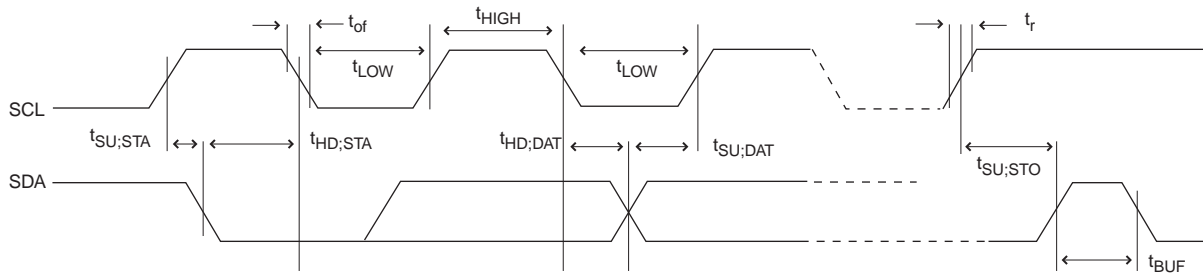 t_of
t_HIGH
t_r
t_LOW
t_LOW
SCL
t_SU;STA
t_HD;STA
t_HD;DAT
t_SU;DAT
t_SU;STO
SDA
t_BUF